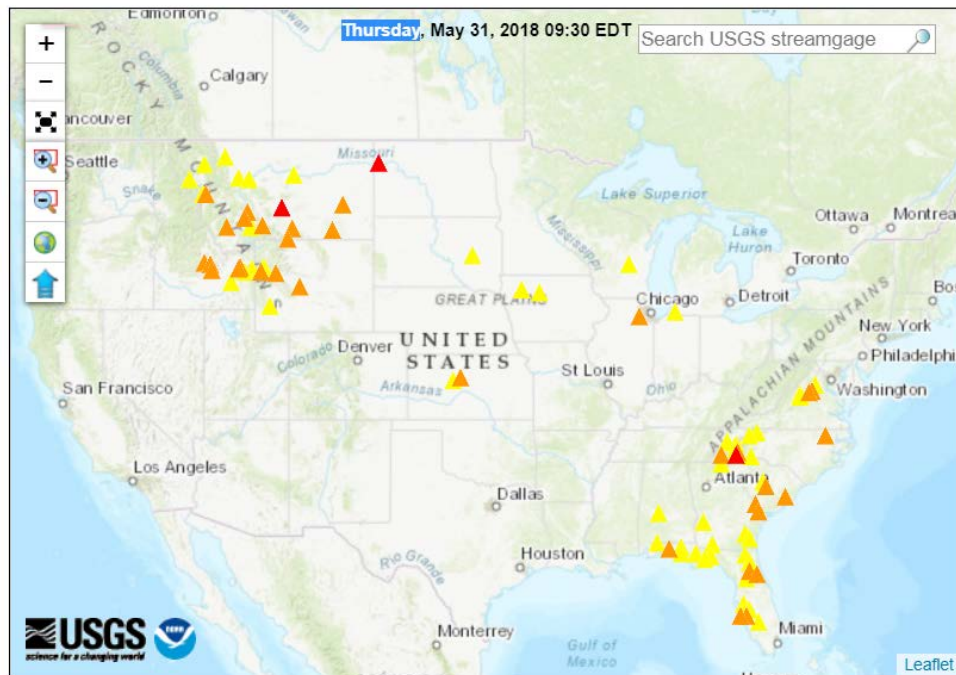 Edmonton
Thursday, May 31, 2018 09:30 EDT
Search USGS streamgage
+
−
Calgary
ROCKY MOUNTAIN
Columbia
ancouver
Seattle
Missouri
Snake
Lake Superior
Ottawa
Montrea
Mississippi
Lake
Huron
Toronto
GREAT PLAINS
Chicago
Detroit
Bos
New York
Denver
UNITED
STATES
Philadelphi
Colorado
St Louis
Ohio
Washington
Arkansas
San Francisco
APPALACHIAN MOUNTAINS
Los Angeles
Atlanta
Dallas
Rio Grande
Houston
USGS
science for a changing world
Monterrey
Gulf of
Mexico
Miami
Leaflet